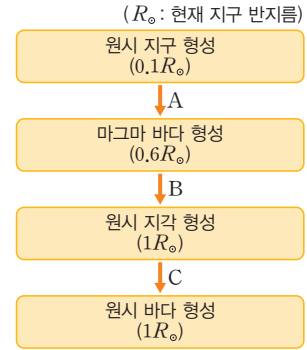 (R⊙: 현재 지구 반지름)
원시 지구 형성
(0.1R⊙)
A
마그마 바다 형성
(0.6R⊙)
B
원시 지각 형성
(1R⊙)
C
원시 바다 형성
(1R⊙)